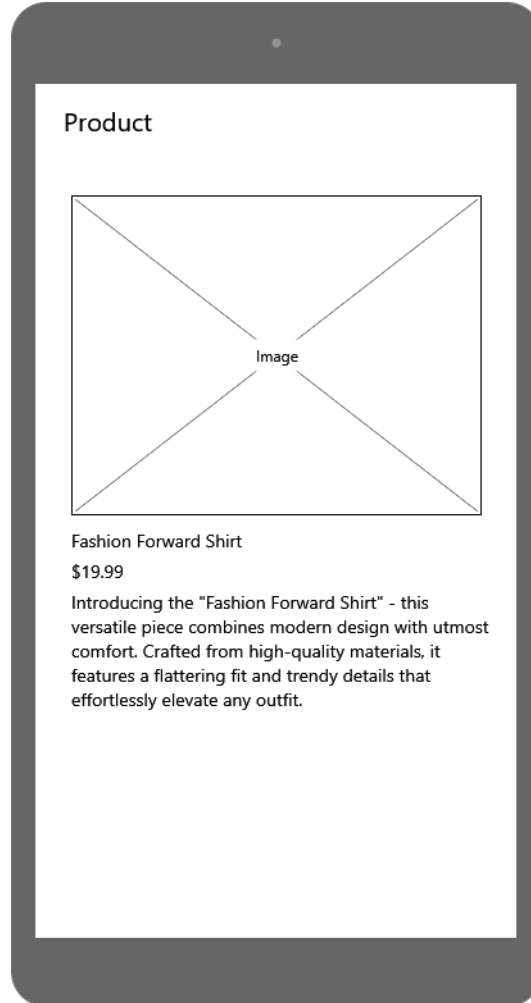 Product
Image
Fashion Forward Shirt
$19.99
Introducing the "Fashion Forward Shirt" - this
versatile piece combines modern design with utmost
comfort. Crafted from high-quality materials, it
features a flattering fit and trendy details that
effortlessly elevate any outfit.